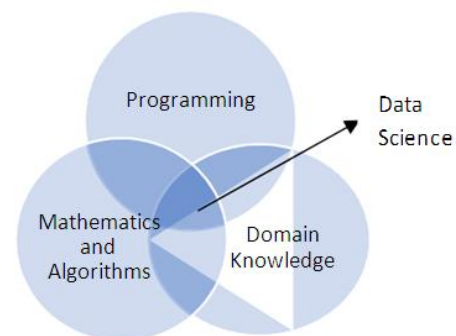 Programming
Data
Science
Mathematics
and
Algorithms
Domain
Knowledge